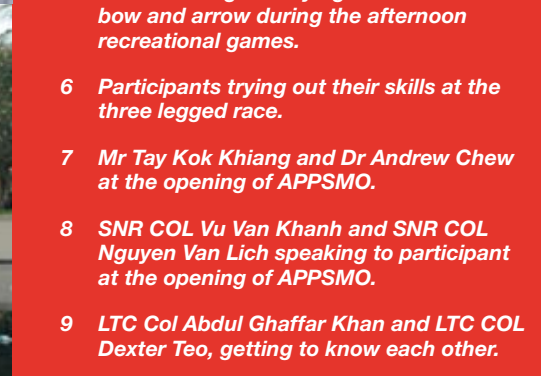 bow and arrow during the afternoon
recreational games.
6 Participants trying out their skills at the
three legged race.
7 Mr Tay Kok Khiang and Dr Andrew Chew
at the opening of APPSMO.
8 SNR COL Vu Van Khanh and SNR COL
Nguyen Van Lich speaking to participant
at the opening of APPSMO.
9 LTC Col Abdul Ghaffar Khan and LTC COL
Dexter Teo, getting to know each other.